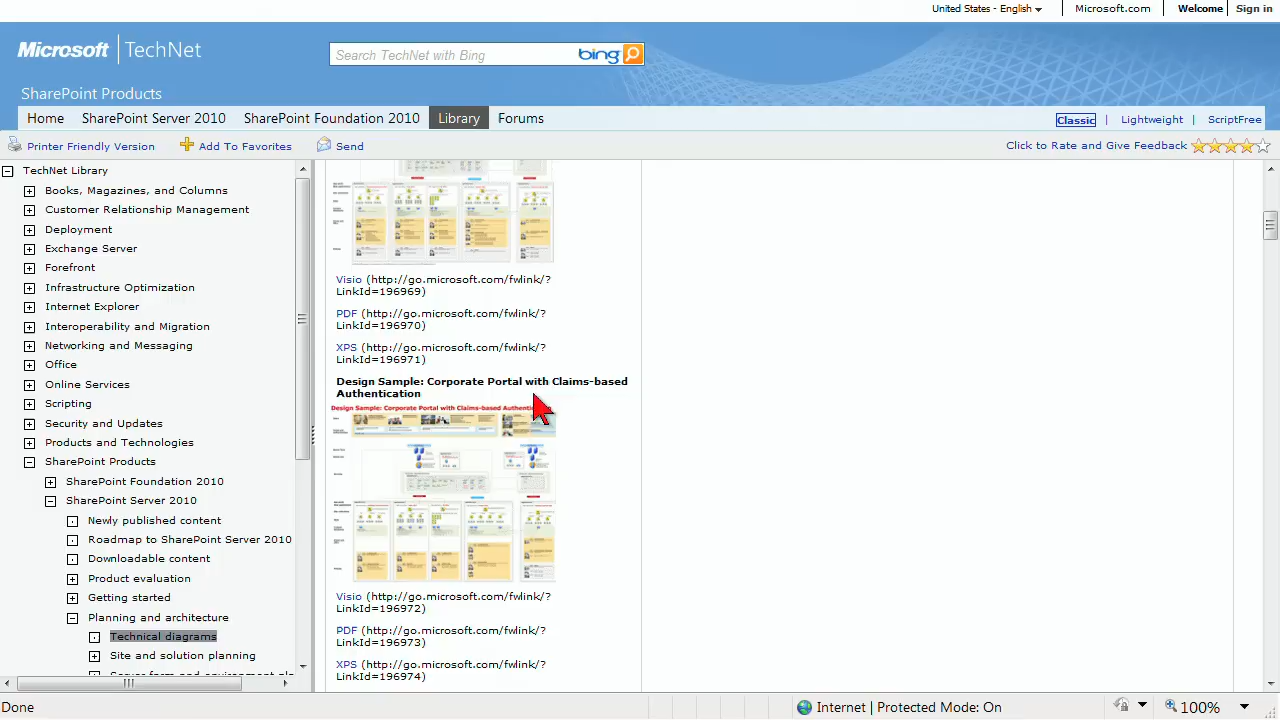 United States - English
Microsoft.com
Welcome
Sign in
Microsoft TechNet
Search TechNet with Bing
bing
SharePoint Products
Home SharePoint Server 2010 SharePoint Foundation 2010 Library Forums
Classic | Lightweight | ScriptFree
Printer Friendly Version Add To Favorites Send
Click to Rate and Give Feedback
TechNet Library
Books, Magazines and Columns
Customer Relationship Management
Deployment
Exchange Server
Forefront
Infrastructure Optimization
Internet Explorer
Interoperability and Migration
Networking and Messaging
Office
Online Services
Scripting
Security and Updates
Products and Technologies
SharePoint Products
SharePoint Foundation 2010
SharePoint Server 2010
Newly published content
Roadmap to SharePoint Server 2010
Downloadable content
Product evaluation
Getting started
Planning and architecture
Technical diagrams
Site and solution planning
Visio (http://go.microsoft.com/fwlink/?
LinkId=196969)
PDF (http://go.microsoft.com/fwlink/?
LinkId=196970)
XPS (http://go.microsoft.com/fwlink/?
LinkId=196971)
Design Sample: Corporate Portal with Claims-based
Authentication
Design Sample: Corporate Portal with Claims-based
Visio (http://go.microsoft.com/fwlink/?
LinkId=196972)
PDF (http://go.microsoft.com/fwlink/?
LinkId=196973)
XPS (http://go.microsoft.com/fwlink/?
LinkId=196974)
Done
Internet | Protected Mode: On
100%